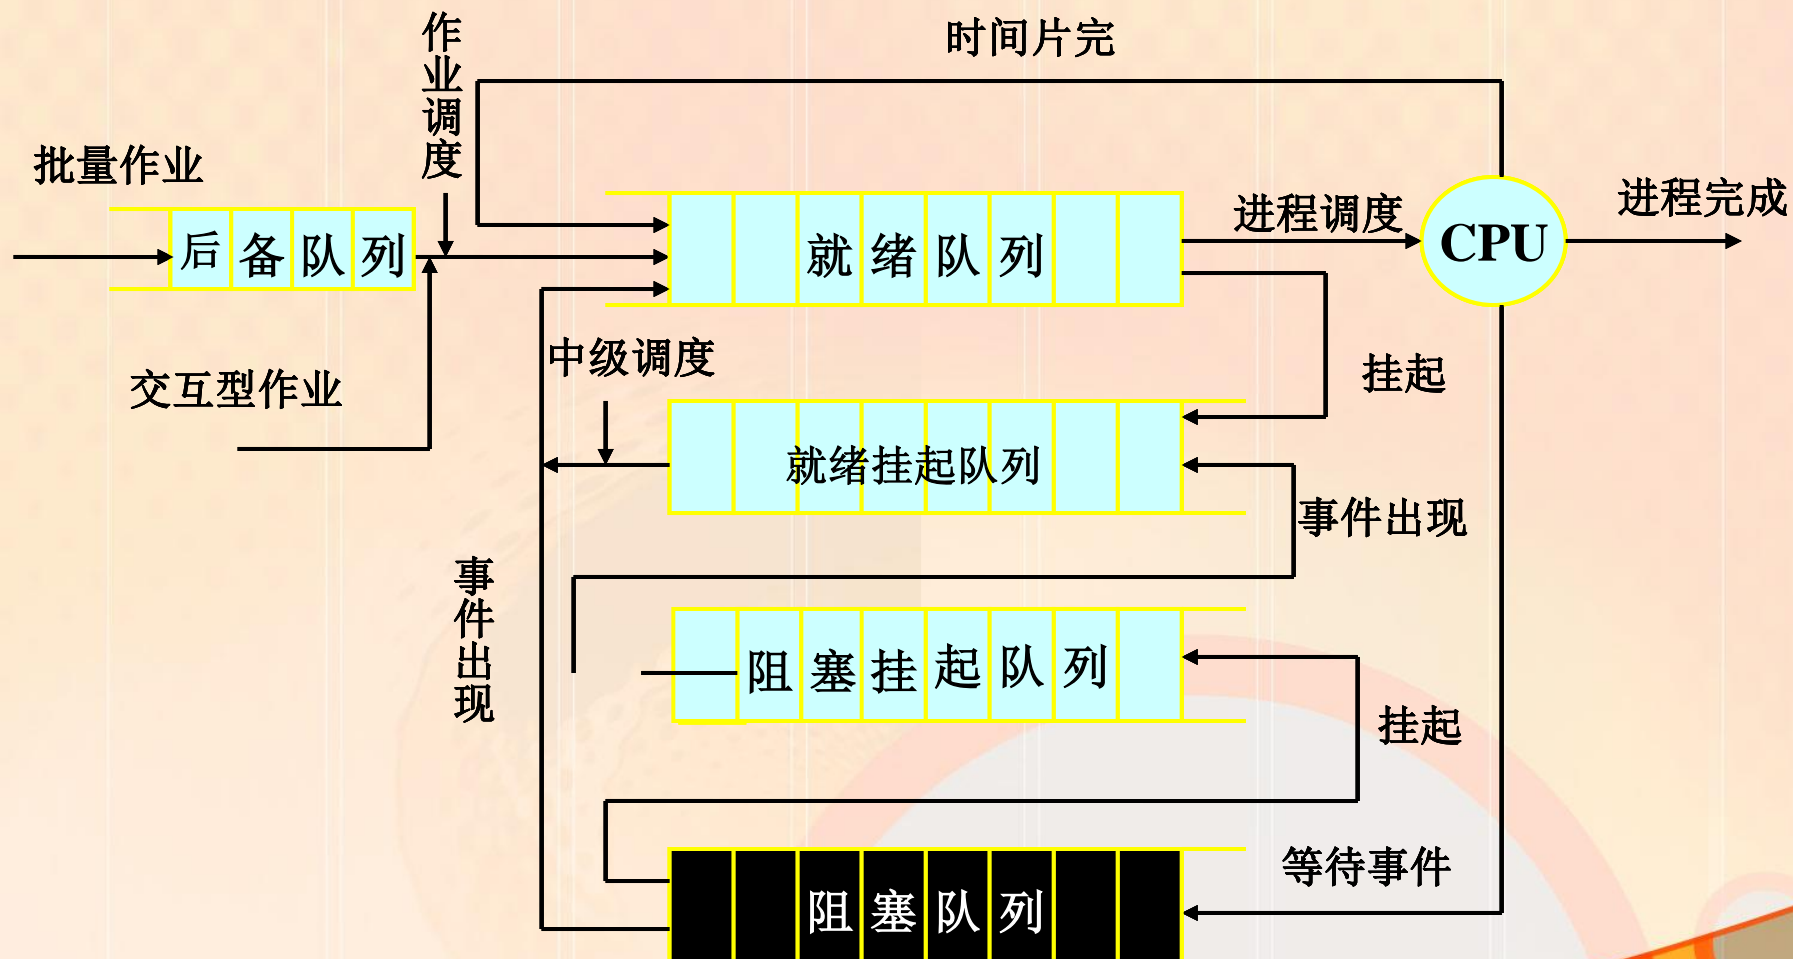 时间片完
作业调度
批量作业
后备队列
就绪队列
进程调度
CPU
进程完成
交互型作业
中级调度
挂起
就绪挂起队列
事件出现
事件出现
阻塞挂起队列
挂起
阻塞队列
等待事件